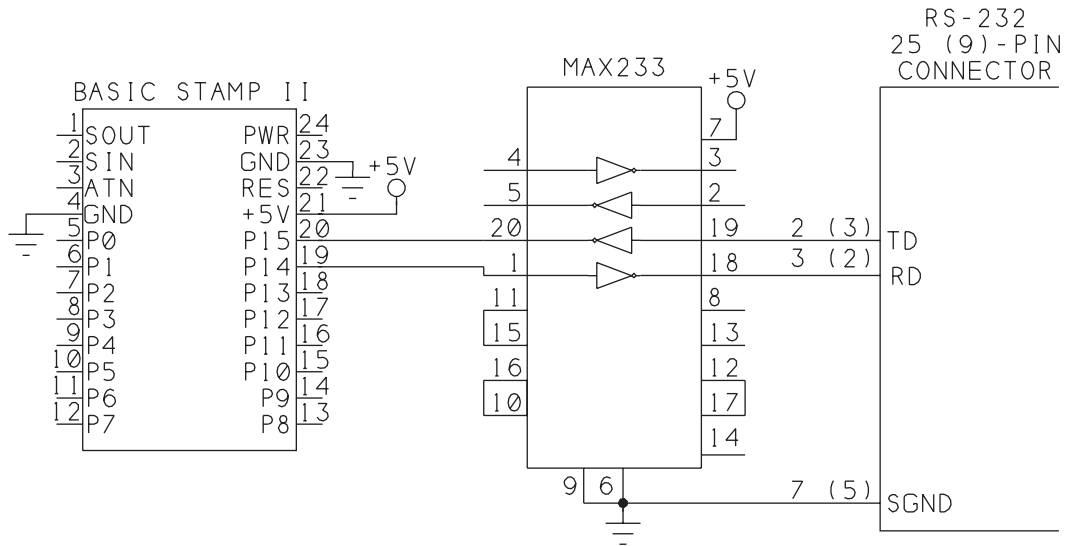 RS-232
25 (9)-PIN
CONNECTOR
MAX233
+5V
BASIC STAMP II
1 SOUT PWR 24
2 SIN GND 23
3 ATN RES 22
4 GND +5V 21
5 P0 P15 20
6 P1 P14 19
7 P2 P13 18
8 P3 P12 17
9 P4 P11 16
10 P5 P10 15
11 P6 P9 14
12 P7 P8 13
+5V
7
4 3
5 2
20 19
1 18
11 8
15 13
16 12
10 17
14
9 6
2 (3) TD
3 (2) RD
7 (5) SGND